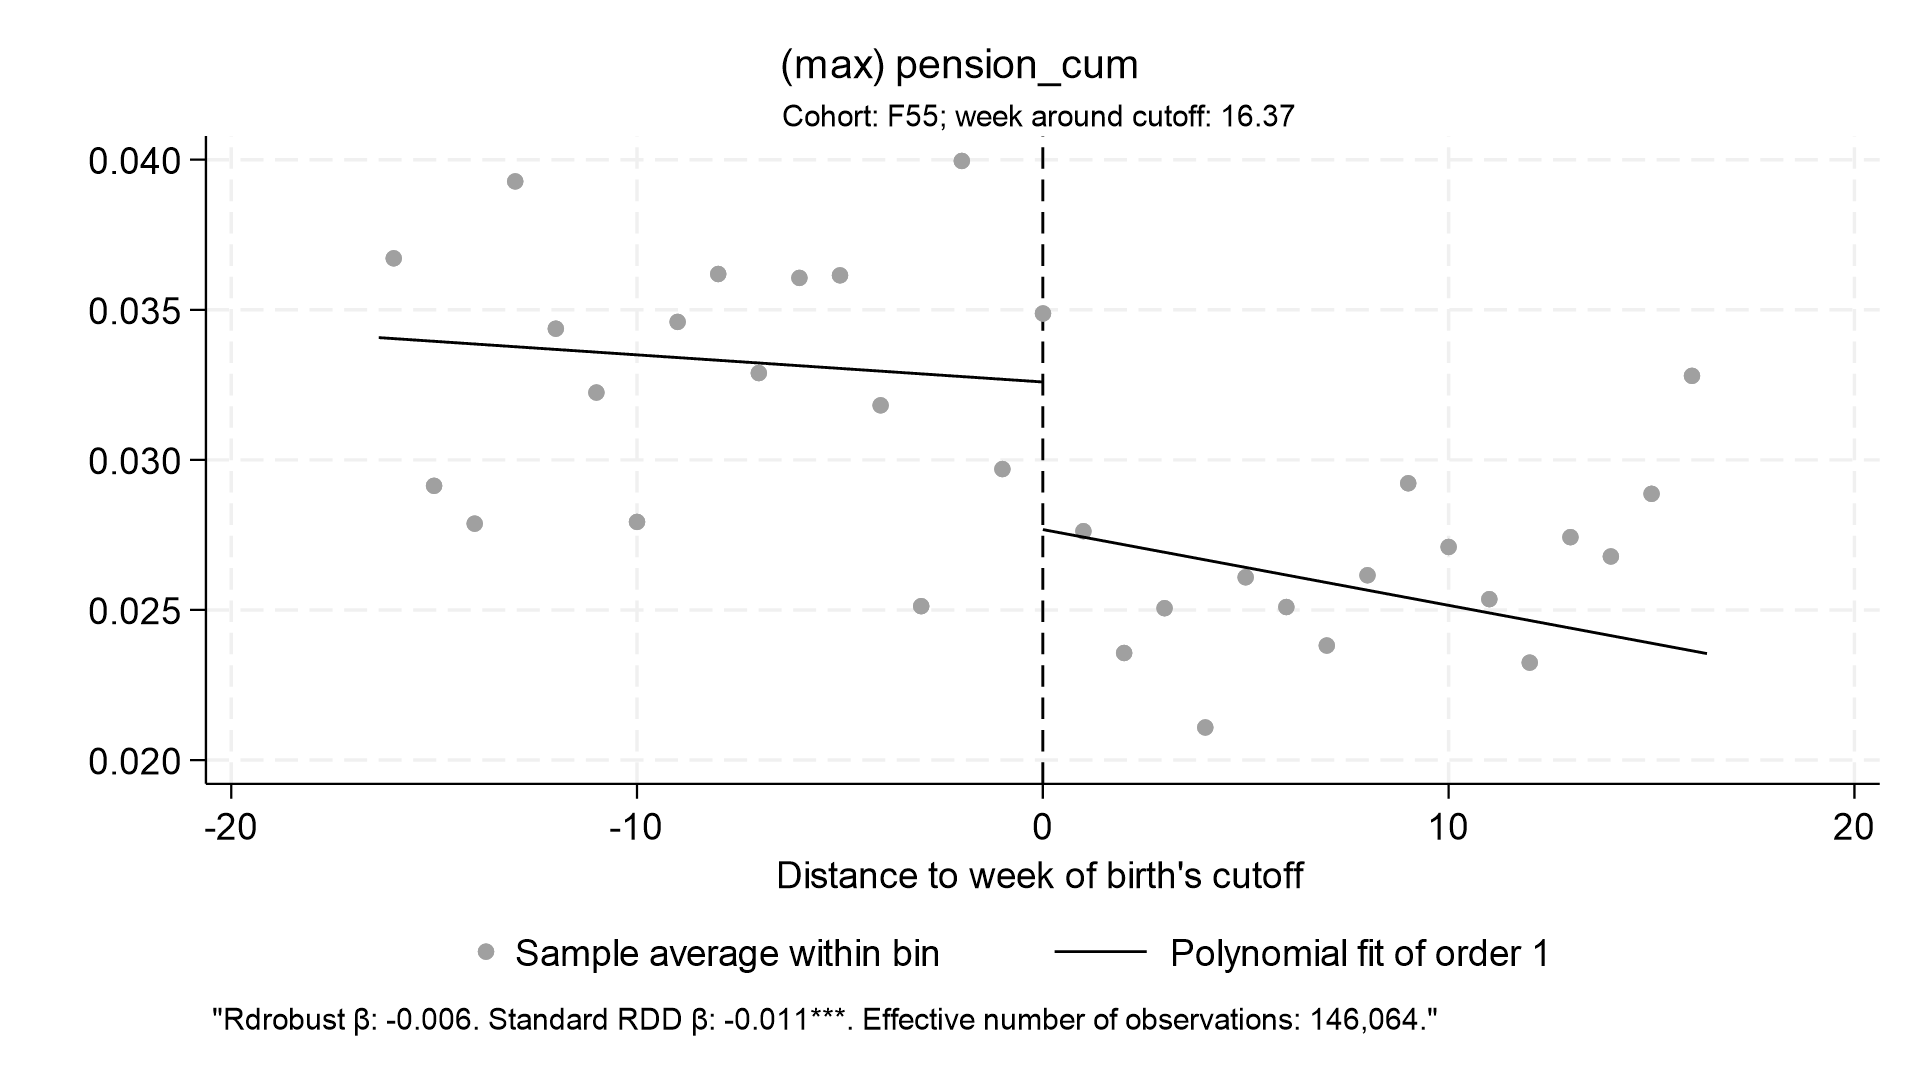 (max) pension_cum
Cohort: F55; week around cutoff: 16.37
0.040
0.035
0.030
0.025
0.020
-20 -10 0 10 20
Distance to week of birth's cutoff
Sample average within bin Polynomial fit of order 1
"Rdrobust β: -0.006. Standard RDD β: -0.011***. Effective number of observations: 146,064."